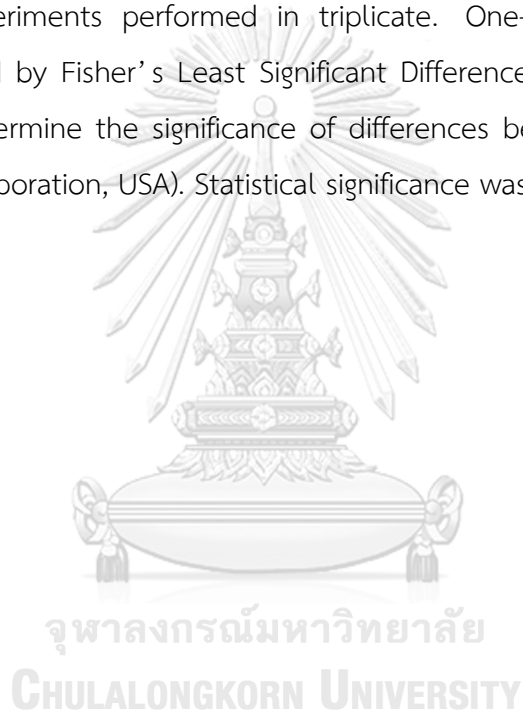 eriments performed in triplicate. One-
by Fisher's Least Significant Difference
ermine the significance of differences be
poration, USA). Statistical significance was
จุฬาลงกรณ์มหาวิทยาลัย
CHULALONGKORN UNIVERSITY